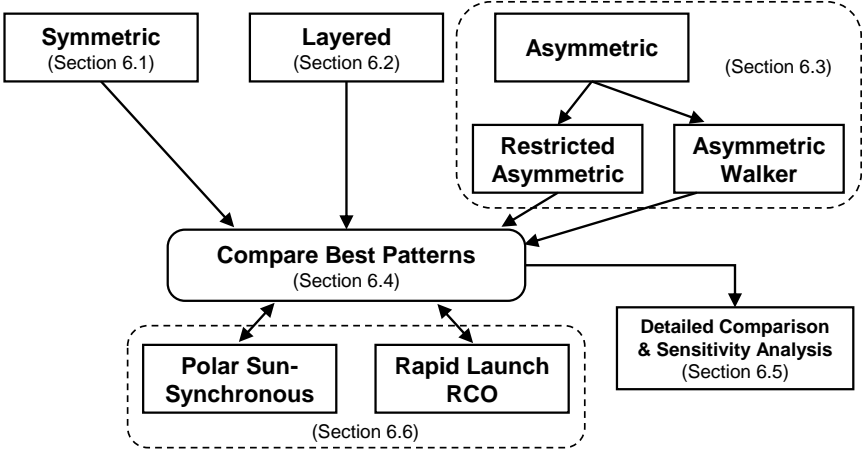 Symmetric
(Section 6.1)
Layered
(Section 6.2)
Asymmetric
(Section 6.3)
Restricted
Asymmetric
Asymmetric
Walker
Compare Best Patterns
(Section 6.4)
Detailed Comparison
& Sensitivity Analysis
(Section 6.5)
Polar Sun-
Synchronous
Rapid Launch
RCO
(Section 6.6)